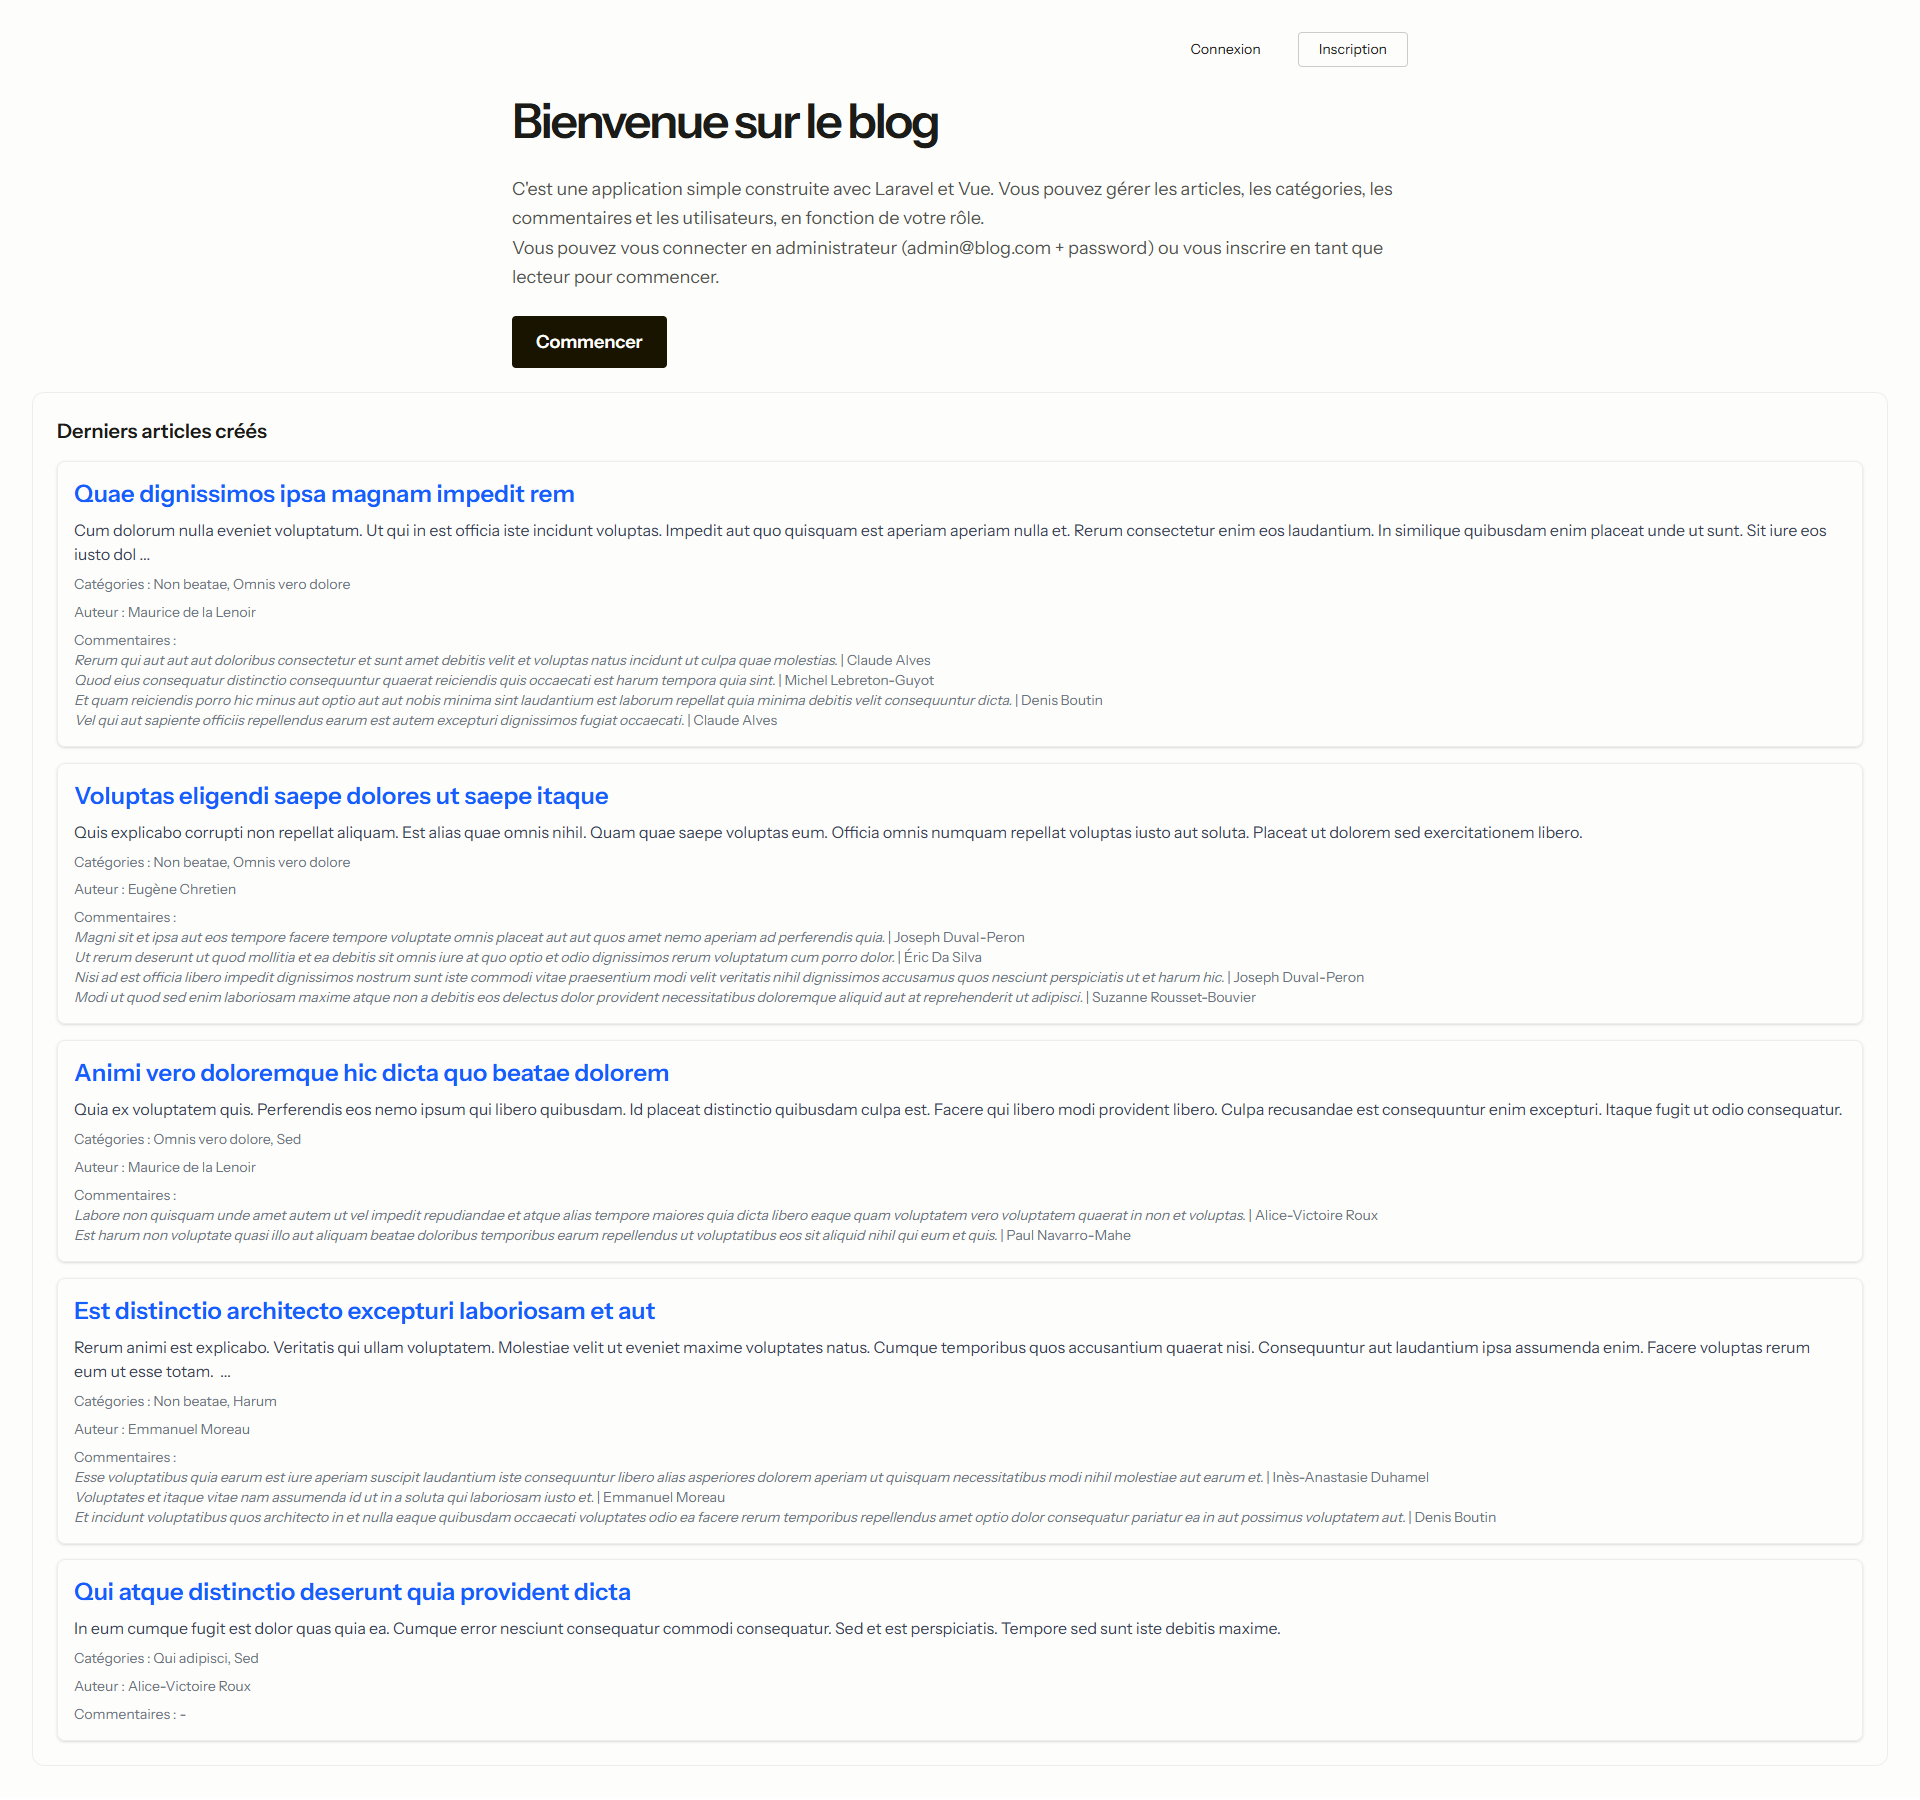 Connexion
Inscription
Bienvenue sur le blog
C'est une application simple construite avec Laravel et Vue. Vous pouvez gérer les articles, les catégories, les
commentaires et les utilisateurs, en fonction de votre rôle.
Vous pouvez vous connecter en administrateur (admin@blog.com + password) ou vous inscrire en tant que
lecteur pour commencer.
Commencer
Derniers articles créés
Quae dignissimos ipsa magnam impedit rem
Cum dolorum nulla eveniet voluptatum. Ut qui in est officia iste incidunt voluptas. Impedit aut quo quisquam est aperiam aperiam nulla et. Rerum consectetur enim eos laudantium. In similique quibusdam enim placeat unde ut sunt. Sit iure eos
iusto dol ...
Catégories : Non beatae, Omnis vero dolore
Auteur : Maurice de la Lenoir
Commentaires :
Rerum qui aut aut aut doloribus consectetur et sunt amet debitis velit et voluptas natus incidunt ut culpa quae molestias. | Claude Alves
Quod eius consequatur distinctio consequuntur quaerat reiciendis quis occaecati est harum tempora quia sint. | Michel Lebreton-Guyot
Et quam reiciendis porro hic minus aut optio aut aut nobis minima sint laudantium est laborum repellat quia minima debitis velit consequuntur dicta. | Denis Boutin
Vel qui aut sapiente officiis repellendus earum est autem excepturi dignissimos fugiat occaecati. | Claude Alves
Voluptas eligendi saepe dolores ut saepe itaque
Quis explicabo corrupti non repellat aliquam. Est alias quae omnis nihil. Quam quae saepe voluptas eum. Officia omnis numquam repellat voluptas iusto aut soluta. Placeat ut dolorem sed exercitationem libero.
Catégories : Non beatae, Omnis vero dolore
Auteur : Eugène Chretien
Commentaires :
Magni sit et ipsa aut eos tempore facere tempore voluptate omnis placeat aut aut quos amet nemo aperiam ad perferendis quia. | Joseph Duval-Peron
Ut rerum deserunt ut quod mollitia et ea debitis sit omnis iure at quo optio et odio dignissimos rerum voluptatum cum porro dolor. | Éric Da Silva
Nisi ad est officia libero impedit dignissimos nostrum sunt iste commodi vitae praesentium modi velit veritatis nihil dignissimos accusamus quos nesciunt perspiciatis ut et harum hic. | Joseph Duval-Peron
Modi ut quod sed enim laboriosam maxime atque non a debitis eos delectus dolor provident necessitatibus doloremque aliquid aut at reprehenderit ut adipisci. | Suzanne Rousset-Bouvier
Animi vero doloremque hic dicta quo beatae dolorem
Quia ex voluptatem quis. Perferendis eos nemo ipsum qui libero quibusdam. Id placeat distinctio quibusdam culpa est. Facere qui libero modi provident libero. Culpa recusandae est consequuntur enim excepturi. Itaque fugit ut odio consequatur.
Catégories : Omnis vero dolore, Sed
Auteur : Maurice de la Lenoir
Commentaires :
Labore non quisquam unde amet autem ut vel impedit repudiandae et atque alias tempore maiores quia dicta libero eaque quam voluptatem vero voluptatem quaerat in non et voluptas. | Alice-Victoire Roux
Est harum non voluptate quasi illo aut aliquam beatae doloribus temporibus earum repellendus ut voluptatibus eos sit aliquid nihil qui eum et quis. | Paul Navarro-Mahe
Est distinctio architecto excepturi laboriosam et aut
Rerum animi est explicabo. Veritatis qui ullam voluptatem. Molestiae velit ut eveniet maxime voluptates natus. Cumque temporibus quos accusantium quaerat nisi. Consequuntur aut laudantium ipsa assumenda enim. Facere voluptas rerum
eum ut esse totam.  ...
Catégories : Non beatae, Harum
Auteur : Emmanuel Moreau
Commentaires :
Esse voluptatibus quia earum est iure aperiam suscipit laudantium iste consequuntur libero alias asperiores dolorem aperiam ut quisquam necessitatibus modi nihil molestiae aut earum et. | Inès-Anastasie Duhamel
Voluptates et itaque vitae nam assumenda id ut in a soluta qui laboriosam iusto et. | Emmanuel Moreau
Et incidunt voluptatibus quos architecto in et nulla eaque quibusdam occaecati voluptates odio ea facere rerum temporibus repellendus amet optio dolor consequatur pariatur ea in aut possimus voluptatem aut. | Denis Boutin
Qui atque distinctio deserunt quia provident dicta
In eum cumque fugit est dolor quas quia ea. Cumque error nesciunt consequatur commodi consequatur. Sed et est perspiciatis. Tempore sed sunt iste debitis maxime.
Catégories : Qui adipisci, Sed
Auteur : Alice-Victoire Roux
Commentaires : -